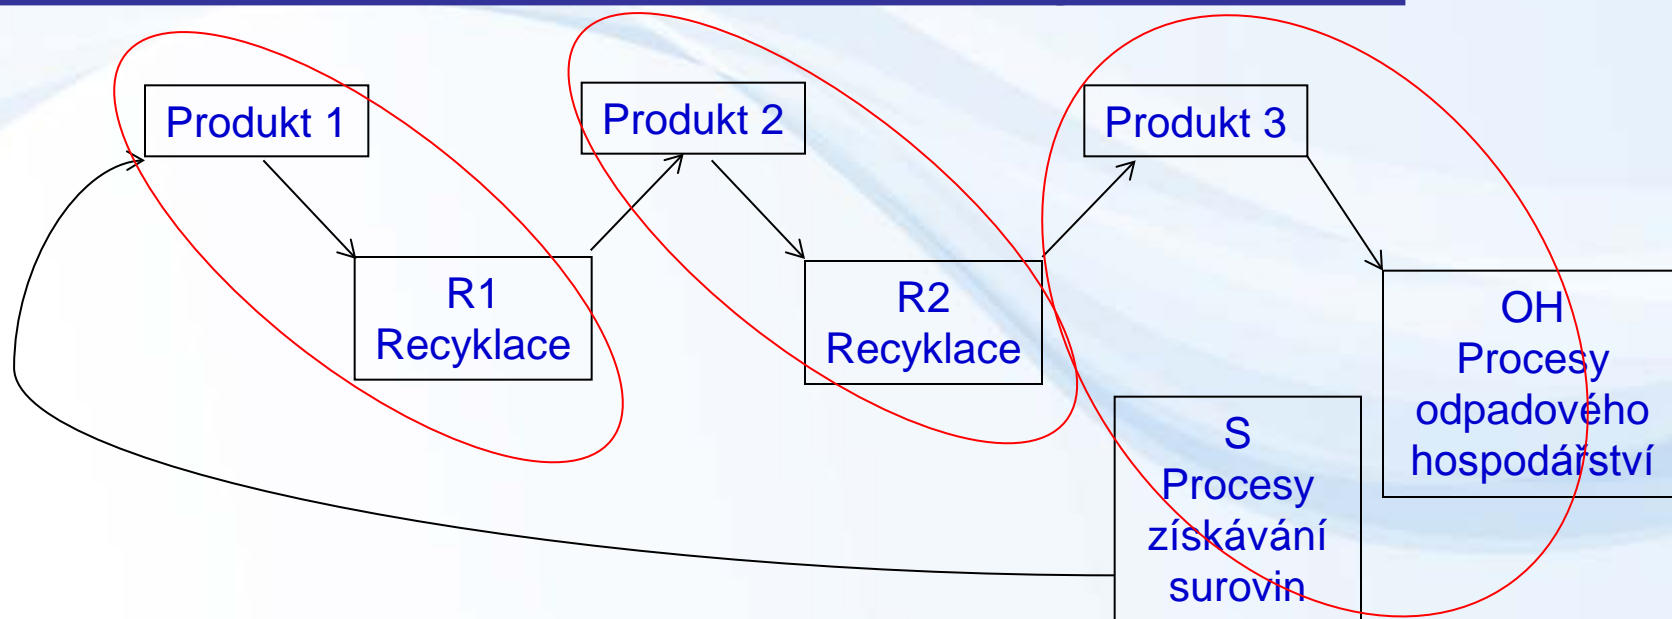 Produkt 1
Produkt 2
Produkt 3
R1
Recyklace
R2
Recyklace
OH
Procesy
odpadového
hospodářství
S
Procesy
získávání
surovin